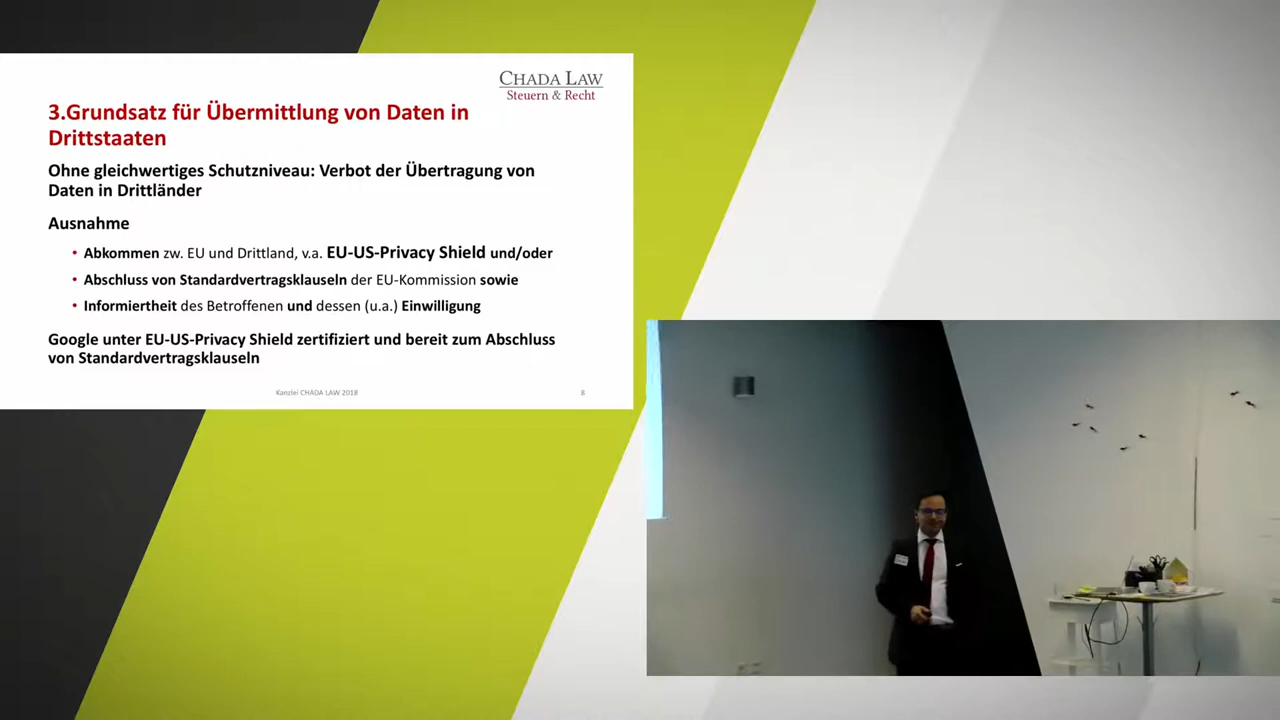 CHADA LAW
Steuern & Recht
3.Grundsatz für Übermittlung von Daten in
Drittstaaten
Ohne gleichwertiges Schutzniveau: Verbot der Übertragung von
Daten in Drittländer
Ausnahme
• Abkommen zw. EU und Drittland, v.a. EU-US-Privacy Shield und/oder
• Abschluss von Standardvertragsklauseln der EU-Kommission sowie
• Informiertheit des Betroffenen und dessen (u.a.) Einwilligung
Google unter EU-US-Privacy Shield zertifiziert und bereit zum Abschluss
von Standardvertragsklauseln
Kanzlei CHADA LAW 2018
8